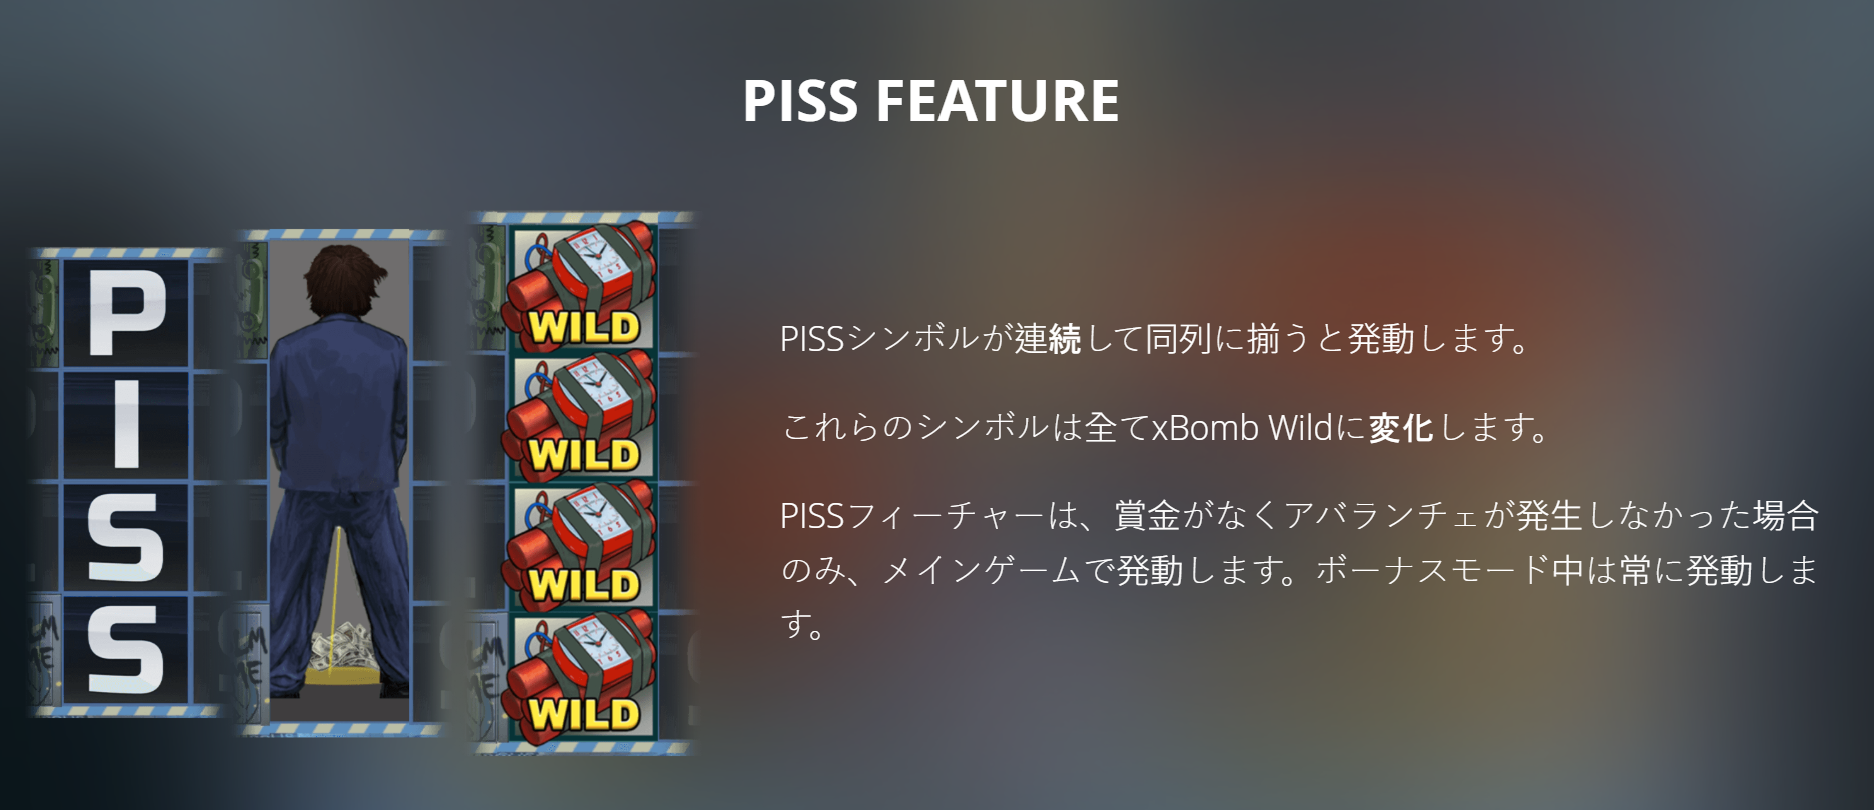 PISS FEATURE
P
I
S
S
WILD
WILD
WILD
WILD
PISSシンボルが連続して同列に揃うと発動します。
これらのシンボルは全てxBomb Wildに変化します。
PISSフィーチャーは、賞金がなくアバランチェが発生しなかった場合
のみ、メインゲームで発動します。ボーナスモード中は常に発動しま
す。